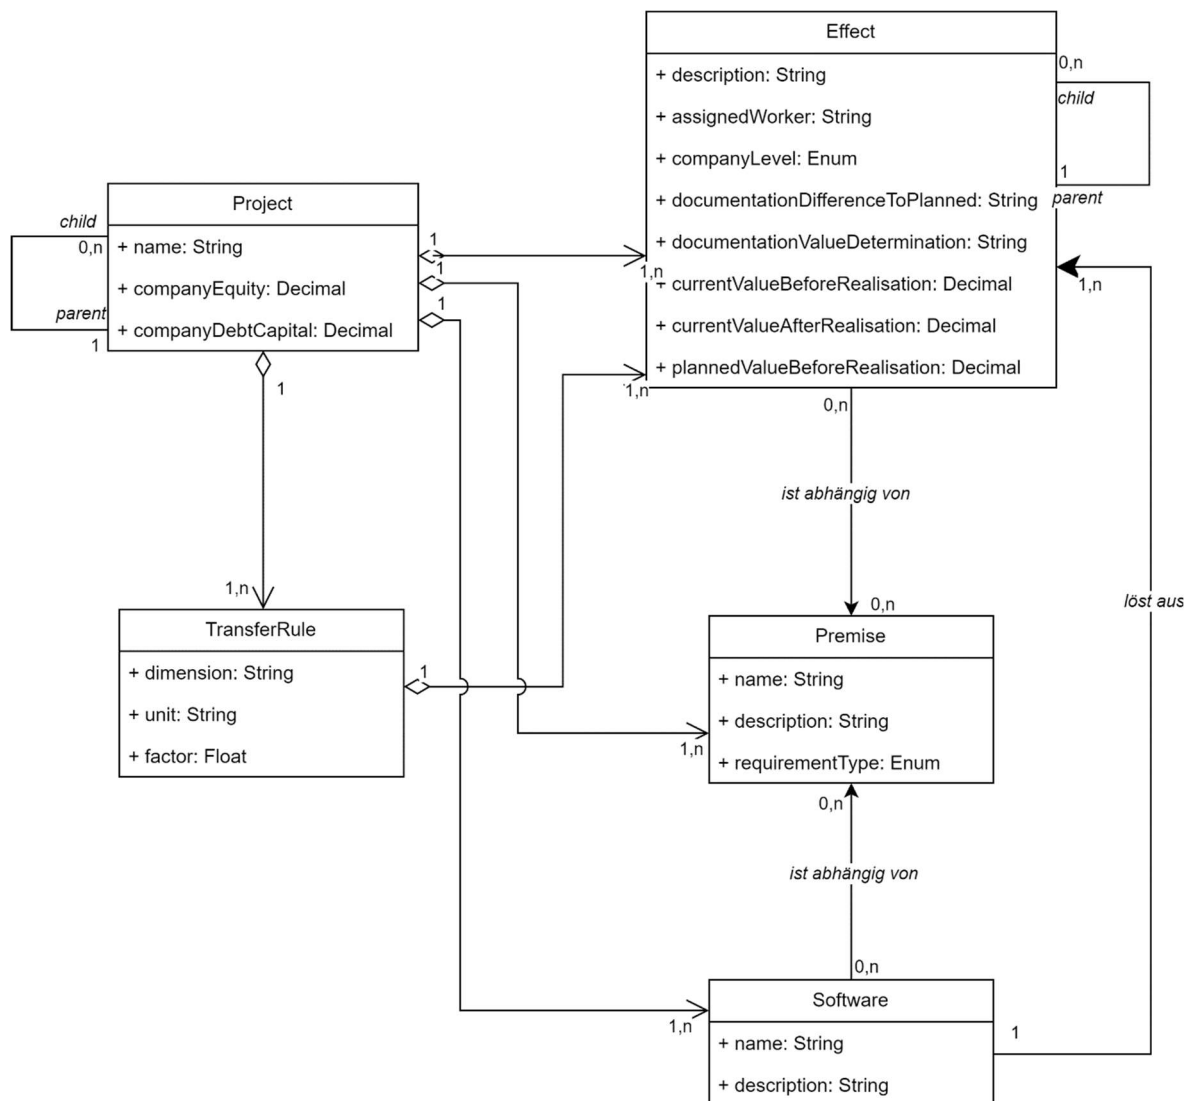 Effect
+ description: String
+ assignedWorker: String
+ companyLevel: Enum
+ documentationDifferenceToPlanned: String
+ documentationValueDetermination: String
+ currentValueBeforeRealisation: Decimal
+ currentValueAfterRealisation: Decimal
+ plannedValueBeforeRealisation: Decimal
0,n
child
1
parent
Project
+ name: String
+ companyEquity: Decimal
+ companyDebtCapital: Decimal
child
0,n
parent
1
1
1,n
1
1
1
1,n
1,n
0,n
ist abhängig von
0,n
1,n
löst aus
TransferRule
+ dimension: String
+ unit: String
+ factor: Float
1
Premise
+ name: String
+ description: String
+ requirementType: Enum
1,n
0,n
ist abhängig von
0,n
1,n
Software
+ name: String
+ description: String
1